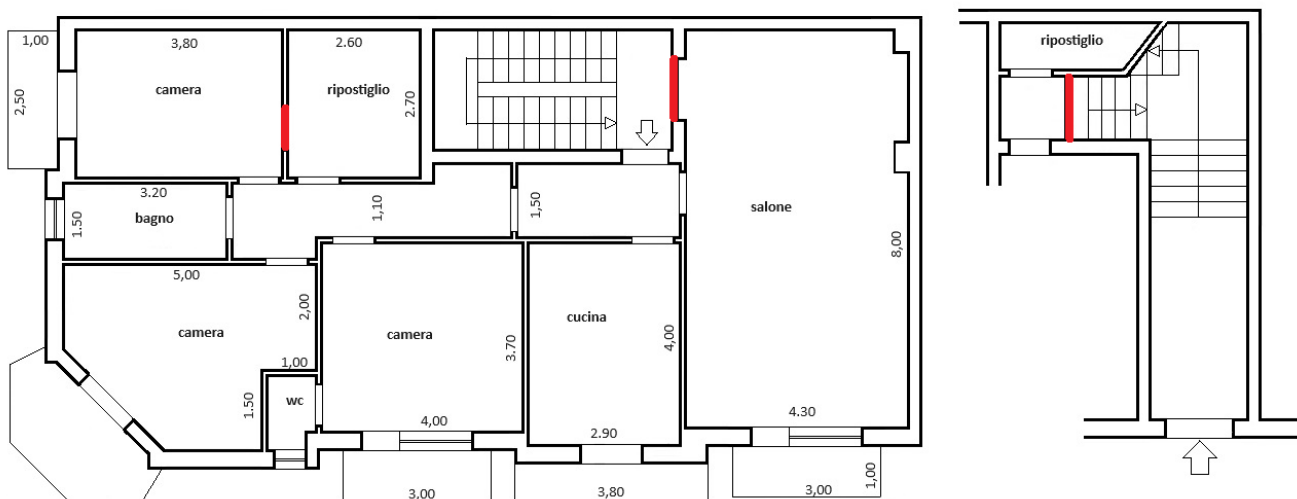 1,00
3,80
2.60
ripostiglio
camera
ripostiglio
2,50
2.70
3.20
1.50
bagno
1,10
1,50
salone
8,00
5,00
2,00
camera
camera
cucina
3.70
4,00
1,00
1.50
wc
4,00
2.90
4.30
1,00
3,00
3,80
3,00